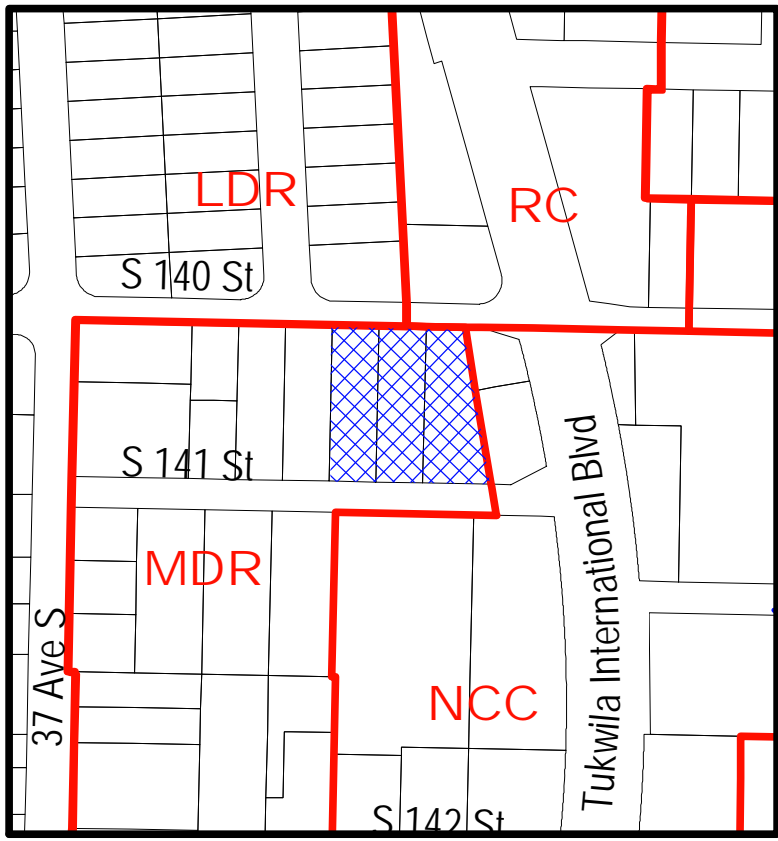 LDR
RC
S 140 St
S 141 St
MDR
37 Ave S
Tukwila International Blvd
NCC
S 142 St